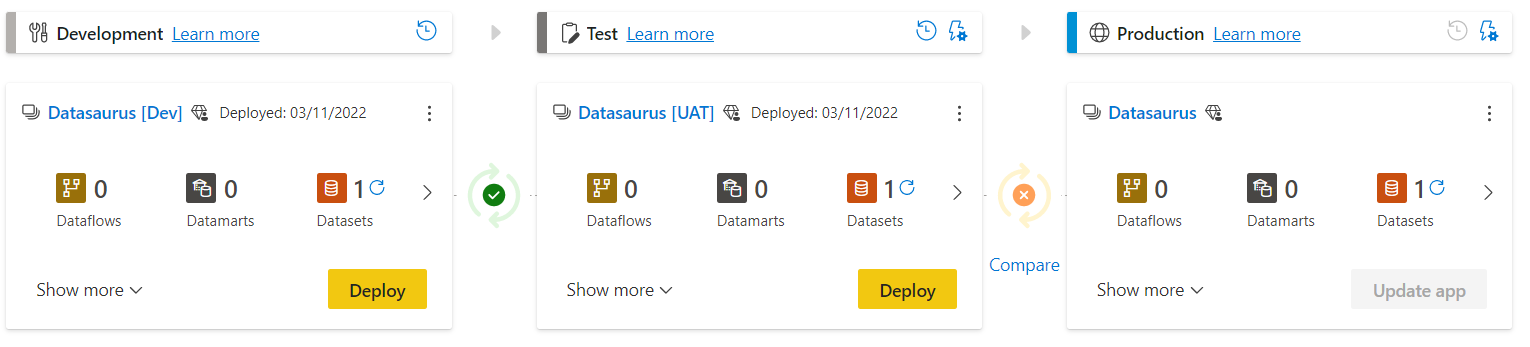 Development Learn more
Test Learn more
Production Learn more
Datasaurus [Dev] Deployed: 03/11/2022
0 0 1
Dataflows Datamarts Datasets
Show more Deploy
Datasaurus [UAT] Deployed: 03/11/2022
0 0 1
Dataflows Datamarts Datasets
Show more Deploy
Compare
Datasaurus
0 0 1
Dataflows Datamarts Datasets
Show more Update app